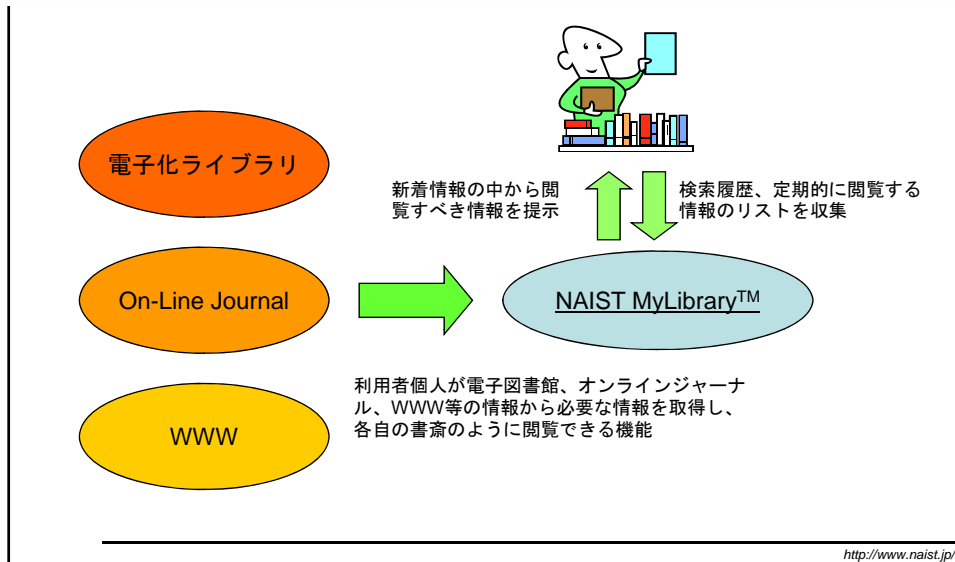 電子化ライブラリ
新着情報の中から閲
覧すべき情報を提示
検索履歴、定期的に閲覧する
情報のリストを収集
On-Line Journal
NAIST MyLibrary™
利用者個人が電子図書館、オンラインジャーナ
ル、WWW等の情報から必要な情報を取得し、
各自の書斎のように閲覧できる機能
WWW
http://www.naist.jp/